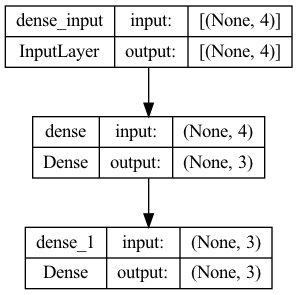 dense_input input: [(None, 4)]
InputLayer output: [(None, 4)]
dense input: (None, 4)
Dense output: (None, 3)
dense_1 input: (None, 3)
Dense output: (None, 3)